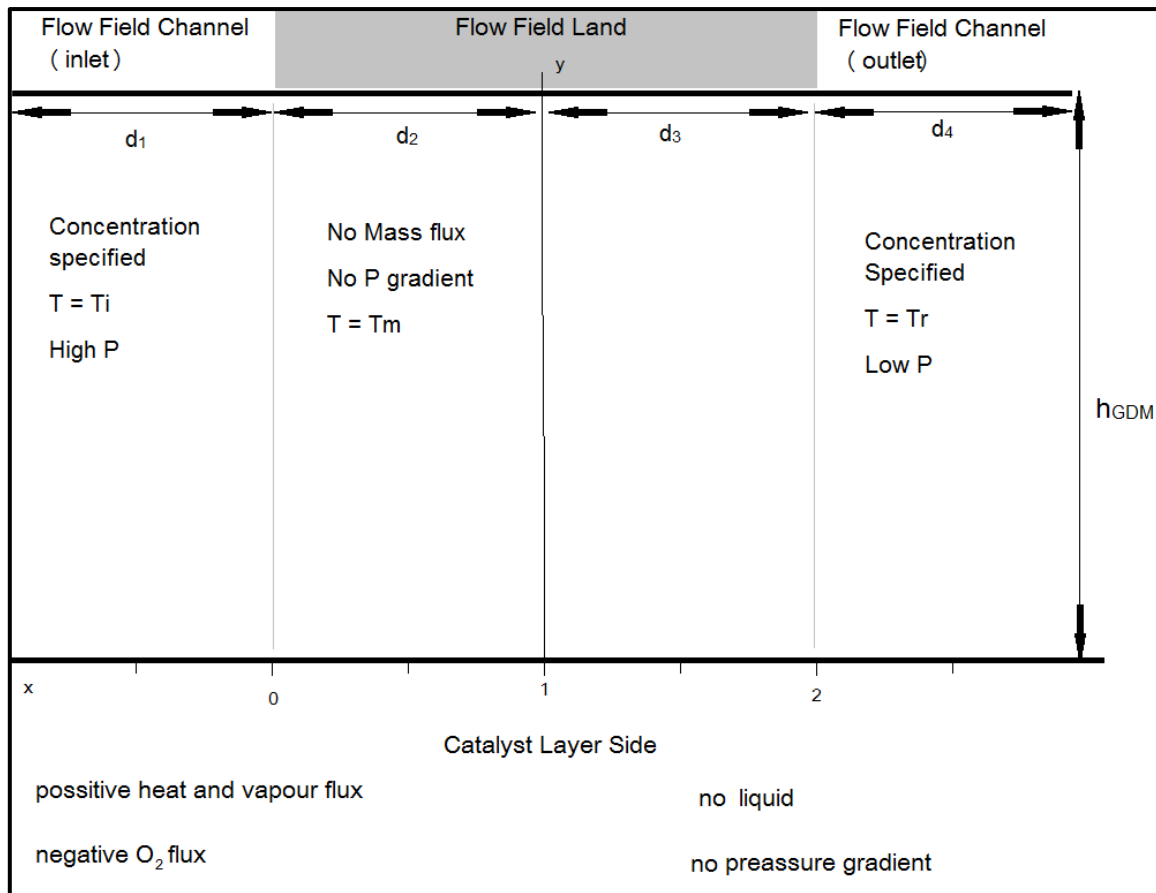 Flow Field Channel
( inlet )
Flow Field Land
Flow Field Channel
( outlet)
y
d1
d2
d3
d4
Concentration
specified
T = Ti
High P
No Mass flux
No P gradient
T = Tm
Concentration
Specified
T = Tr
Low P
hGDM
x
0
1
2
Catalyst Layer Side
possitive heat and vapour flux
no liquid
negative O2 flux
no preassure gradient